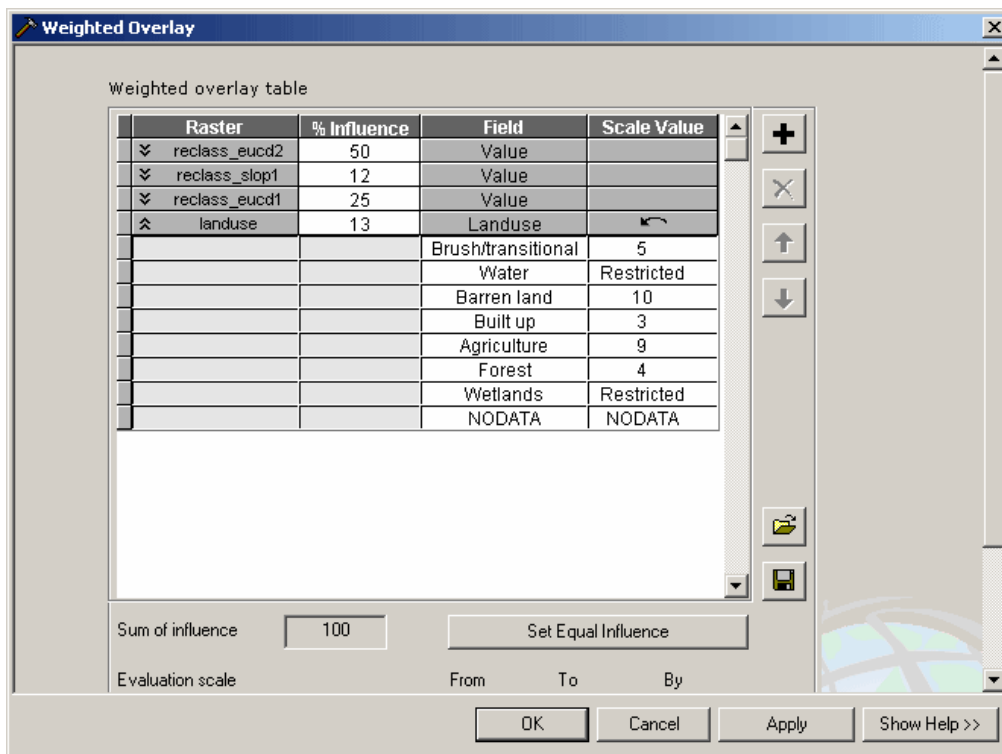 Weighted Overlay
Weighted overlay table
Raster % Influence Field Scale Value
reclass_eucd2 50 Value
reclass_slop1 12 Value
reclass_eucd1 25 Value
landuse 13 Landuse
Brush/transitional 5
Water Restricted
Barren land 10
Built up 3
Agriculture 9
Forest 4
Wetlands Restricted
NODATA NODATA
Sum of influence 100 Set Equal Influence
Evaluation scale From To By
OK Cancel Apply Show Help >>